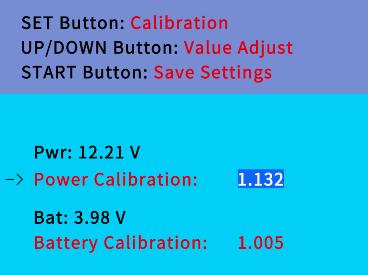 SET Button: Calibration
UP/DOWN Button: Value Adjust
START Button: Save Settings
Pwr: 12.21 V
--> Power Calibration: 1.132
Bat: 3.98 V
Battery Calibration: 1.005